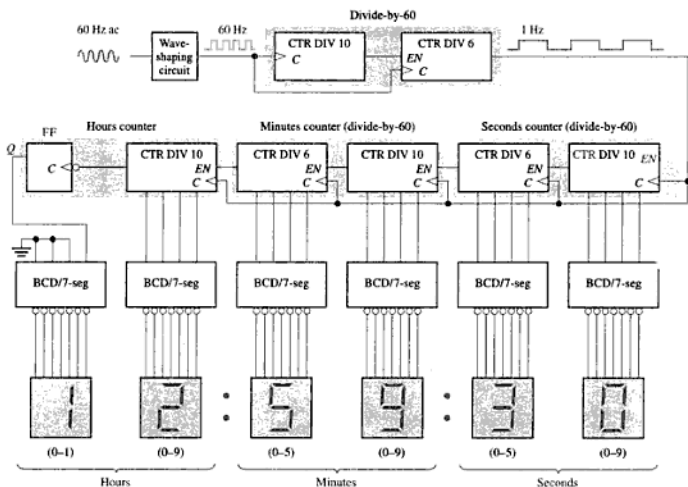 Divide-by-60
60 Hz ac
Wave-
shaping
circuit
60 Hz
CTR DIV 10
C
CTR DIV 6
EN
C
1 Hz
Hours counter
Minutes counter (divide-by-60)
Seconds counter (divide-by-60)
Q
FF
C
CTR DIV 10
EN
C
CTR DIV 6
EN
C
CTR DIV 10
EN
C
CTR DIV 6
EN
C
CTR DIV 10
EN
C
BCD/7-seg
BCD/7-seg
BCD/7-seg
BCD/7-seg
BCD/7-seg
BCD/7-seg
1 2 : 5 9 : 3 0
(0–1)
(0–9)
(0–5)
(0–9)
(0–5)
(0–9)
Hours
Minutes
Seconds